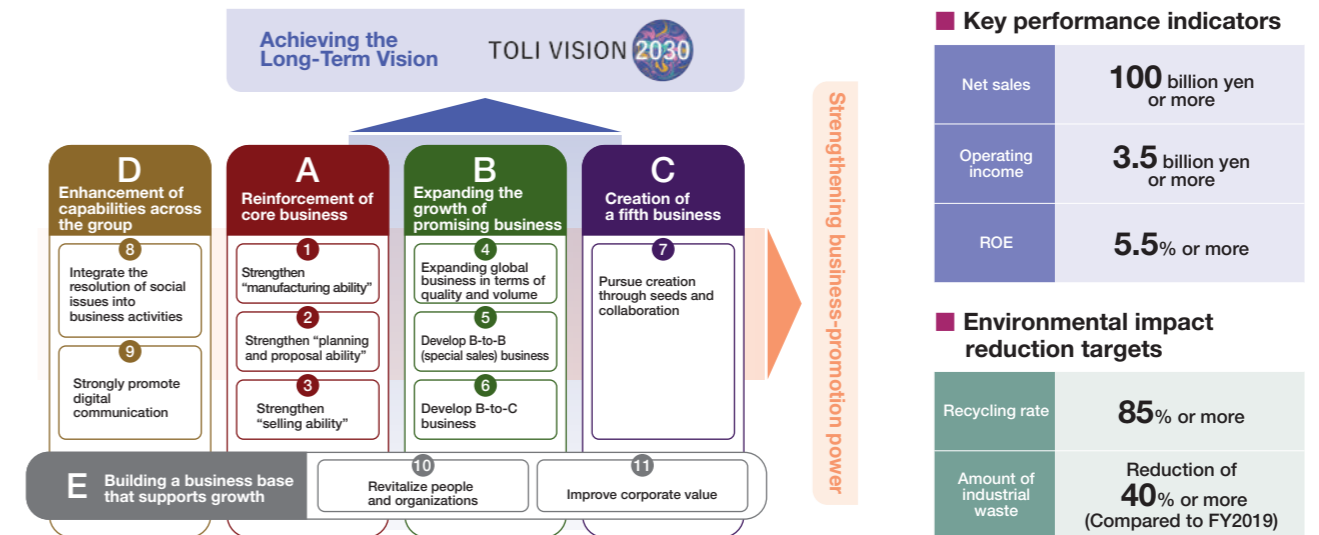 Achieving the
Long-Term Vision
TOLI VISION 2030
D
Enhancement of
capabilities across
the group
8
Integrate the
resolution of social
issues into
business activities
9
Strongly promote
digital
communication
A
Reinforcement of
core business
1
Strengthen
“manufacturing ability”
2
Strengthen “planning
and proposal ability”
3
Strengthen
“selling ability”
B
Expanding the
growth of
promising business
4
Expanding global
business in terms of
quality and volume
5
Develop B-to-B
(special sales) business
6
Develop B-to-C
business
C
Creation of
a fifth business
7
Pursue creation
through seeds and
collaboration
E
Building a business base
that supports growth
10
Revitalize people
and organizations
11
Improve corporate value
Strengthening business-promotion power
Key performance indicators
Net sales
100 billion yen
or more
Operating
income
3.5 billion yen
or more
ROE
5.5% or more
Environmental impact
reduction targets
Recycling rate
85% or more
Amount of
industrial
waste
Reduction of
40% or more
(Compared to FY2019)